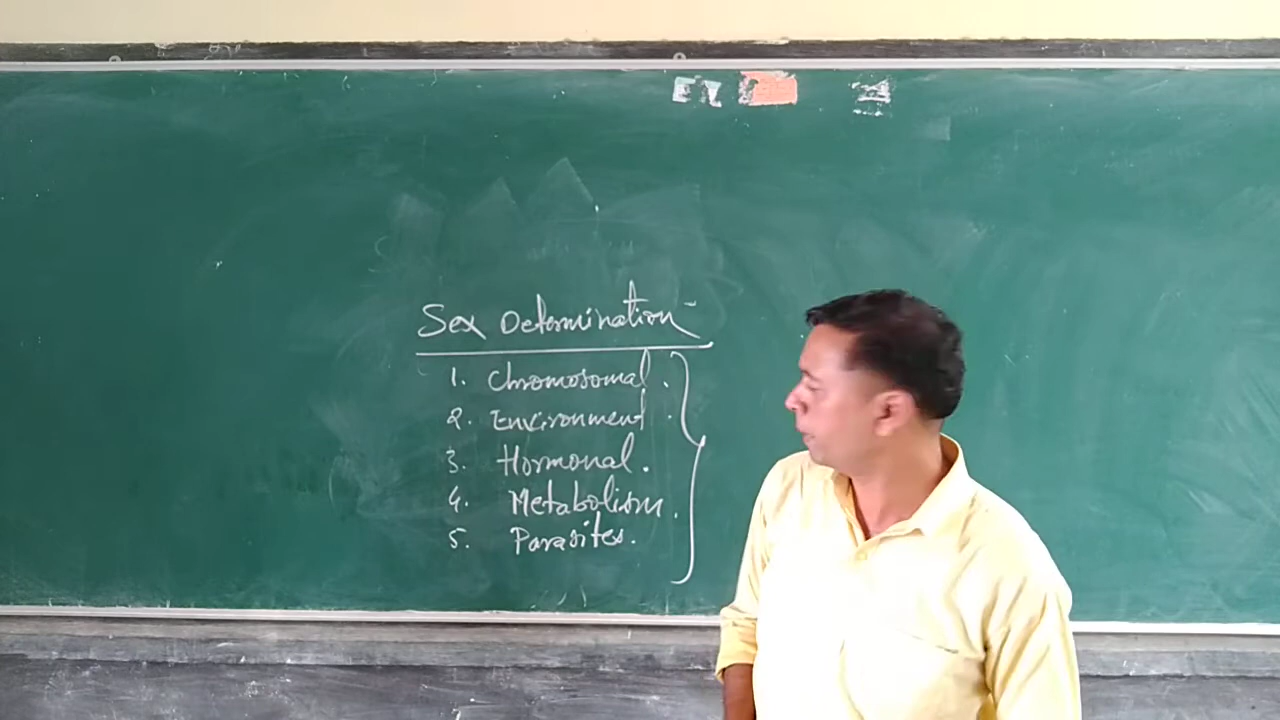 Sex Determination -
1. Chromosomal.
2. Environment.
3. Hormonal.
4. Metabolism.
5. Parasites.